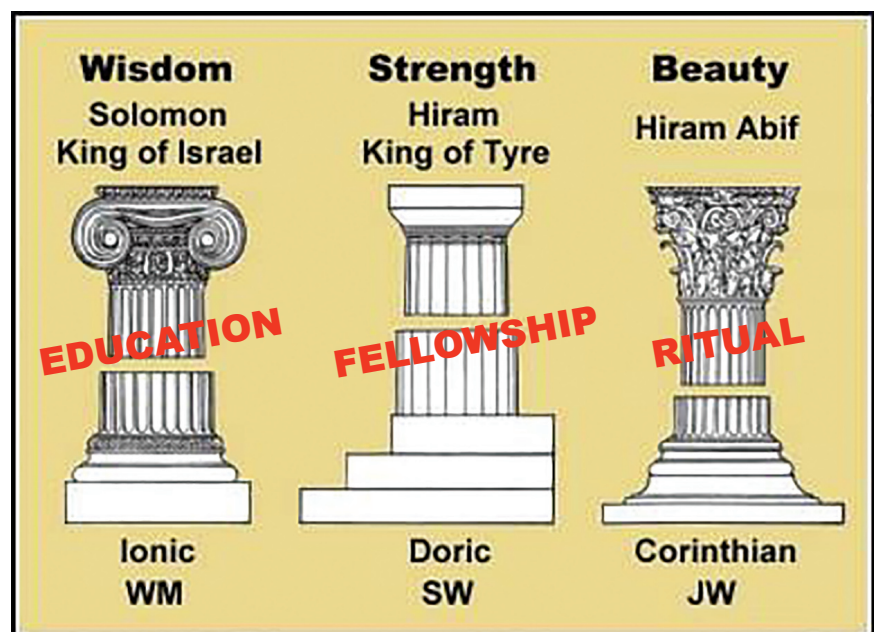 Wisdom
Solomon
King of Israel
EDUCATION
Ionic
WM
Strength
Hiram
King of Tyre
FELLOWSHIP
Doric
SW
Beauty
Hiram Abif
RITUAL
Corinthian
JW